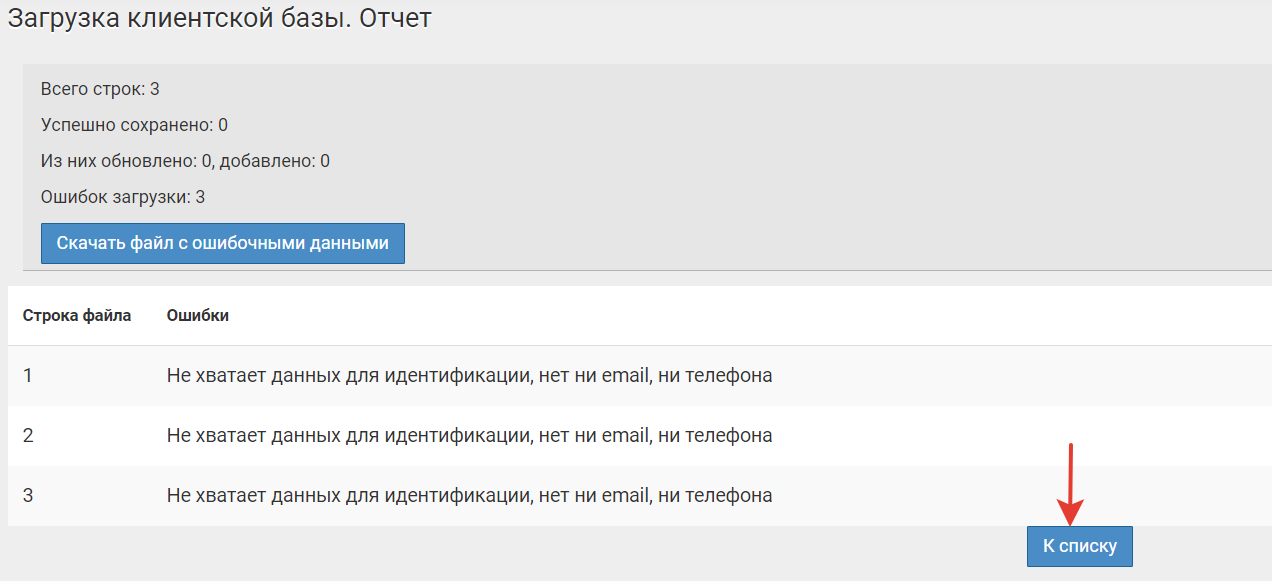 Загрузка клиентской базы. Отчет
Всего строк: 3
Успешно сохранено: 0
Из них обновлено: 0, добавлено: 0
Ошибок загрузки: 3
Скачать файл с ошибочными данными
Строка файла Ошибки
1 Не хватает данных для идентификации, нет ни email, ни телефона
2 Не хватает данных для идентификации, нет ни email, ни телефона
3 Не хватает данных для идентификации, нет ни email, ни телефона
К списку